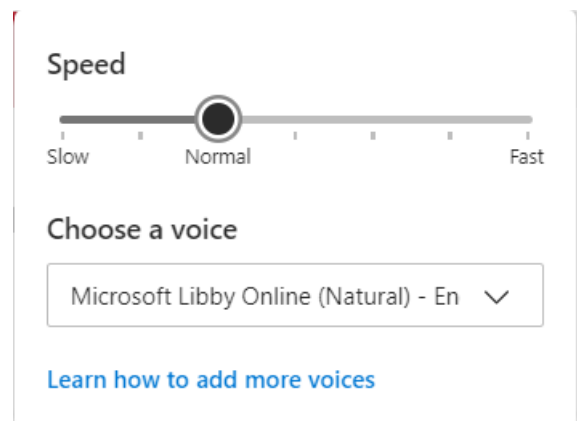 Speed
Slow Normal Fast
Choose a voice
Microsoft Libby Online (Natural) - En
Learn how to add more voices